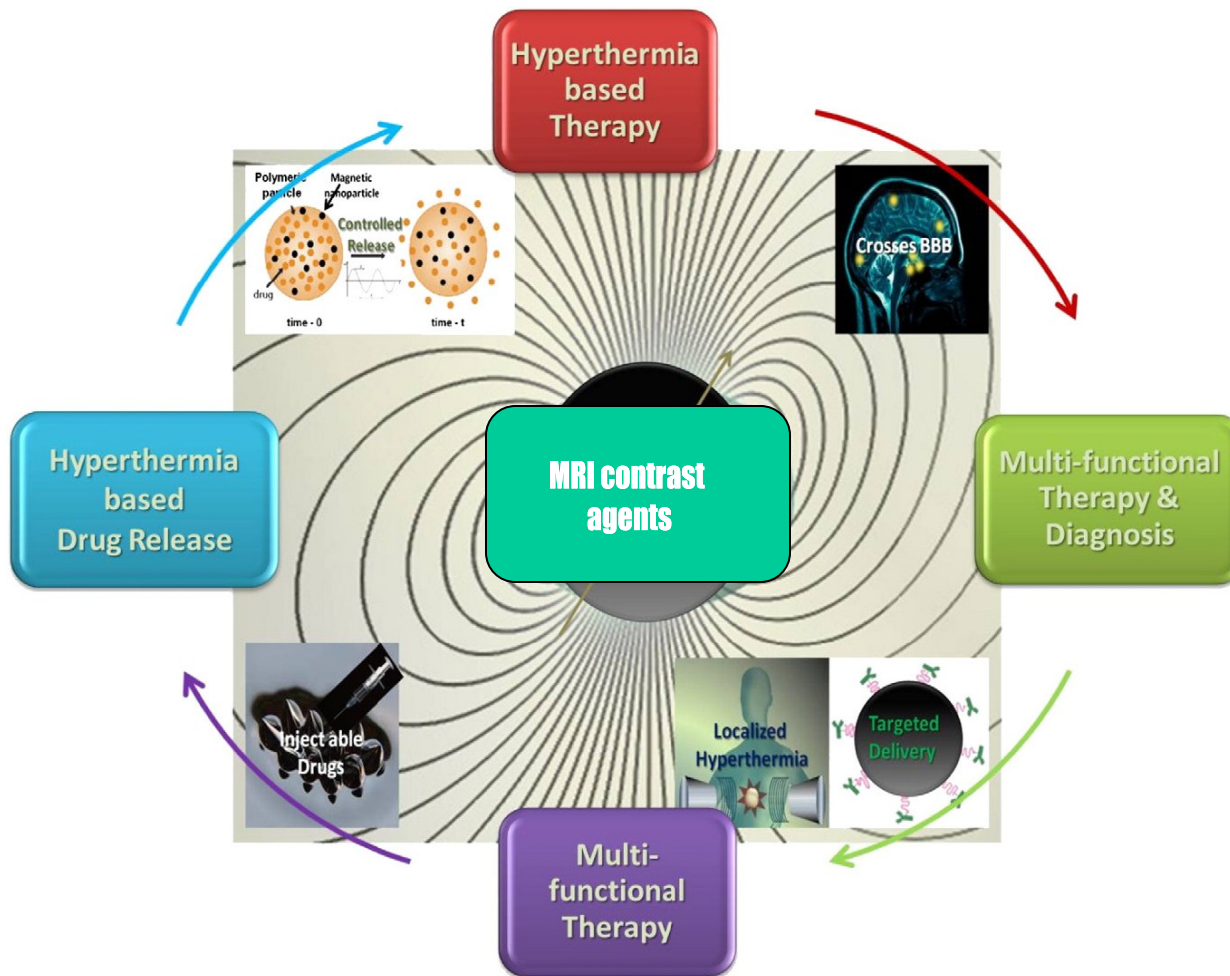 Hyperthermia
based
Therapy
Polymeric
particle
Magnetic
nanoparticle
Controlled
Release
drug
time - 0
time - t
Crosses BBB
Hyperthermia
based
Drug Release
MRI contrast
agents
Multi-functional
Therapy &
Diagnosis
Inject able
Drugs
Localized
Hyperthermia
Targeted
Delivery
Multi-
functional
Therapy